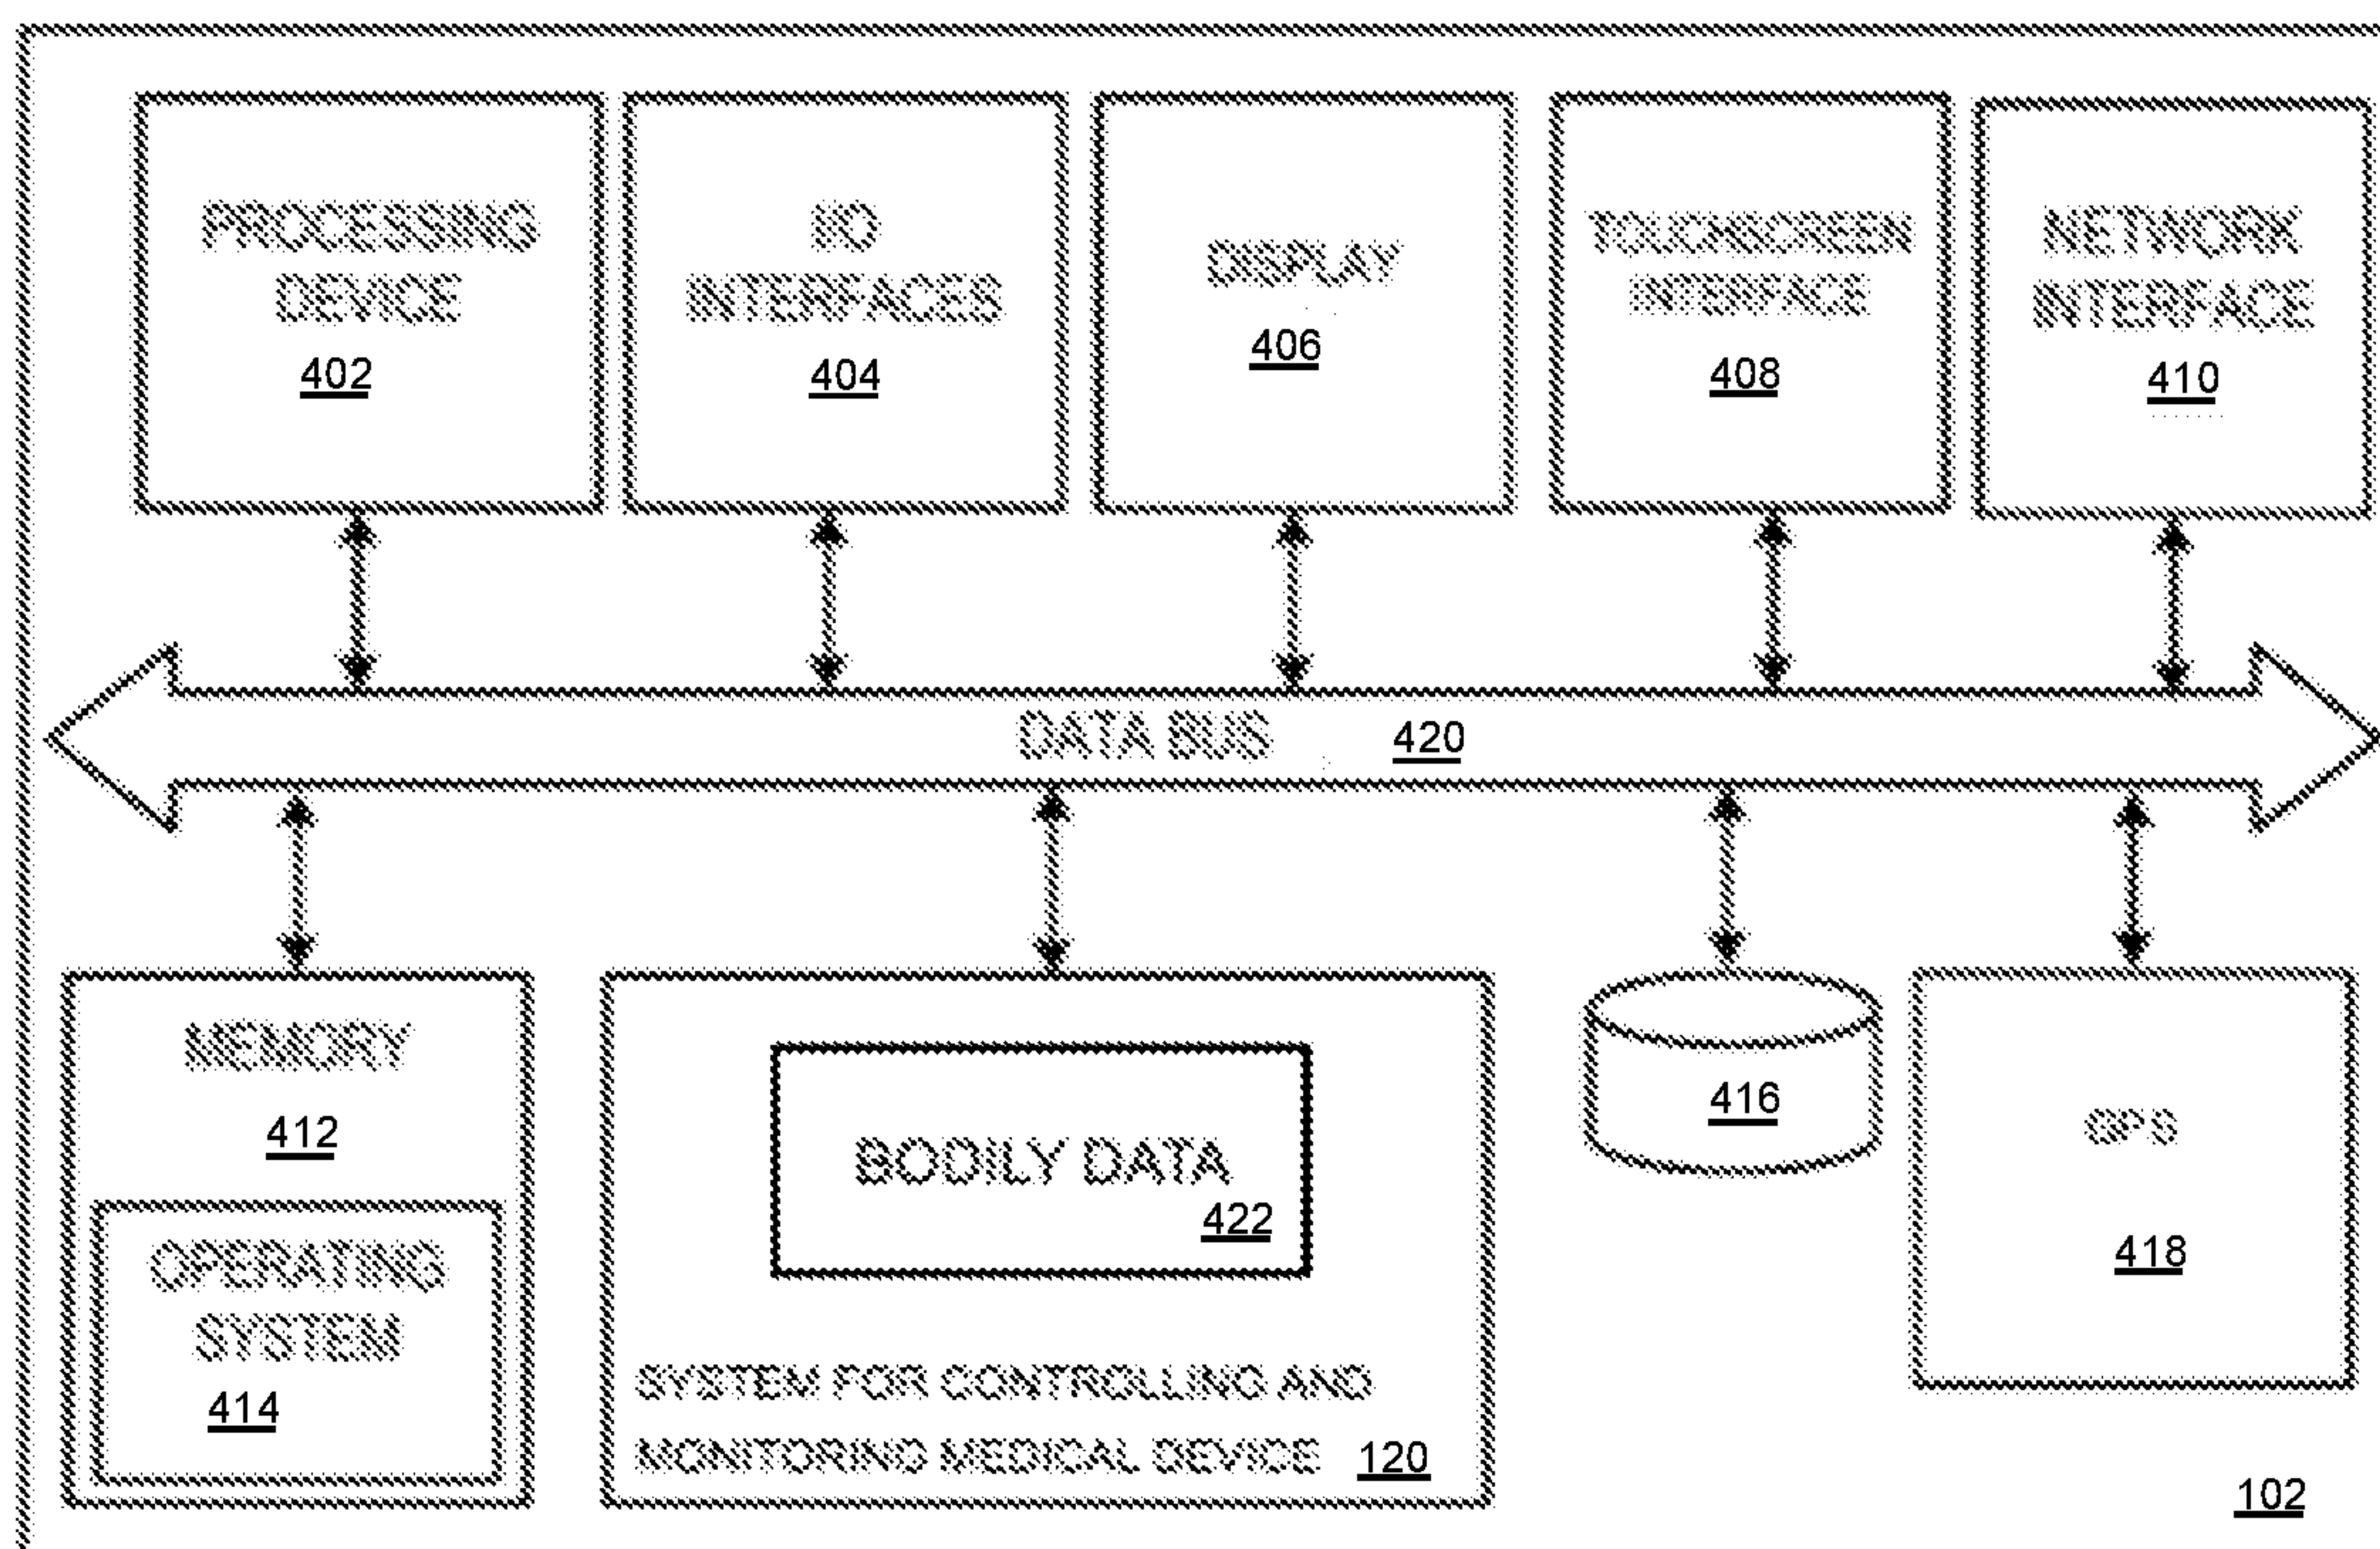 PROCESSING
DEVICE
402
I/O
INTERFACES
404
DISPLAY
406
TOUCHSCREEN
INTERFACE
408
NETWORK
INTERFACE
410
DATA BUS 420
MEMORY
412
OPERATING
SYSTEM
414
BODILY DATA
422
SYSTEM FOR CONTROLLING AND
MONITORING MEDICAL DEVICE 120
416
GPS
418
102